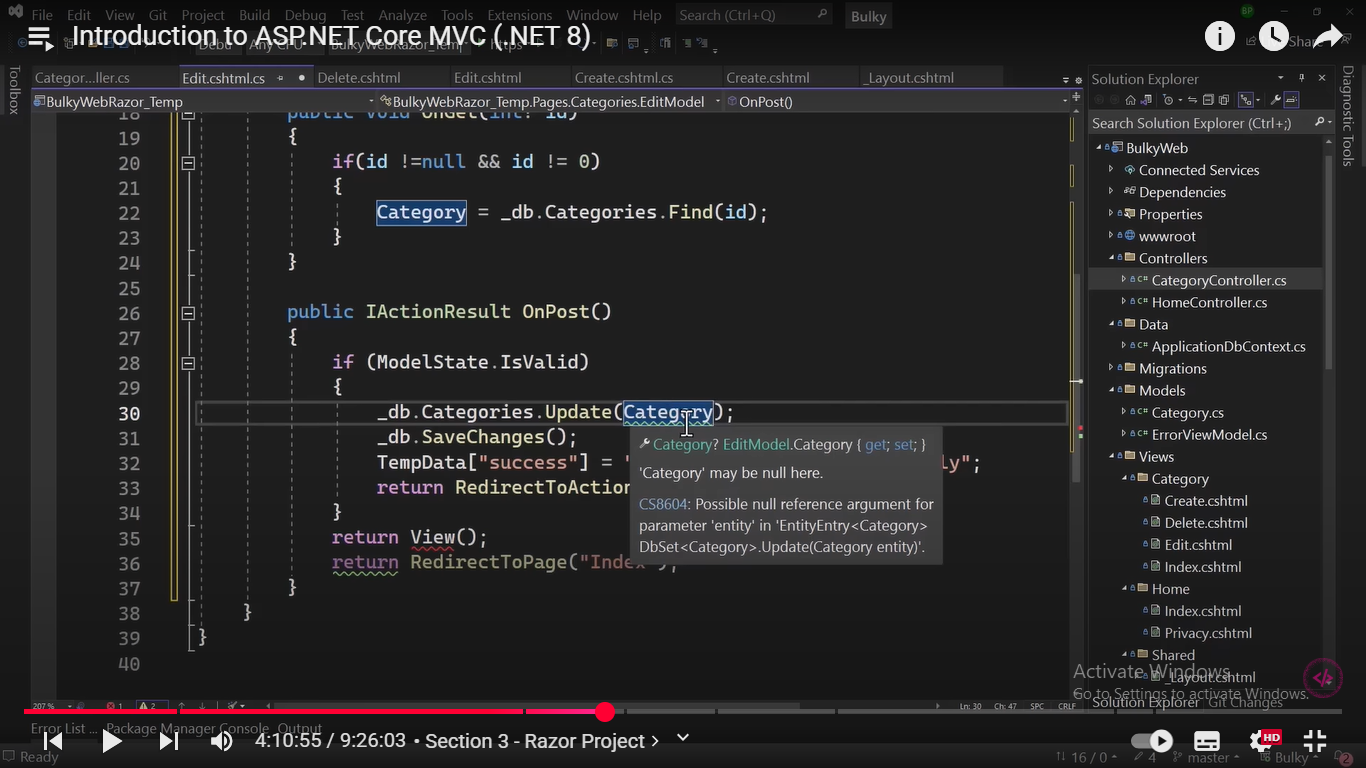 File Edit View Git Project Build Debug Test Analyze Tools Extensions Window Help Search (Ctrl+Q) Bulky
Introduction to ASP.NET Core MVC (.NET 8)
Share
Categor...ller.cs Edit.cshtml.cs Delete.cshtml Edit.cshtml Create.cshtml.cs Create.cshtml _Layout.cshtml
BulkyWebRazor_Temp BulkyWebRazor_Temp.Pages.Categories.EditModel OnPost()
Toolbox
18 public void OnGet(int? id)
19 {
20 if(id !=null && id != 0)
21 {
22 Category = _db.Categories.Find(id);
23 }
24 }
25
26 public IActionResult OnPost()
27 {
28 if (ModelState.IsValid)
29 {
30 _db.Categories.Update(Category);
31 _db.SaveChanges();
32 TempData["success"] = " ly";
33 return RedirectToAction
34 }
35 return View();
36 return RedirectToPage("Index");
37 }
38 }
39 }
40
Category? EditModel.Category { get; set; }
'Category' may be null here.
CS8604: Possible null reference argument for
parameter 'entity' in 'EntityEntry<Category>
DbSet<Category>.Update(Category entity)'.
Solution Explorer
Search Solution Explorer (Ctrl+;)
BulkyWeb
Connected Services
Dependencies
Properties
wwwroot
Controllers
CategoryController.cs
HomeController.cs
Data
ApplicationDbContext.cs
Migrations
Models
Category.cs
ErrorViewModel.cs
Views
Category
Create.cshtml
Delete.cshtml
Edit.cshtml
Index.cshtml
Home
Index.cshtml
Privacy.cshtml
Shared
_Layout.cshtml
Solution Explorer Git Changes
Diagnostic Tools
Activate Windows
Go to Settings to activate Windows.
207 % 1 2 Ln: 30 Ch: 47 SPC CRLF
Error List ... Package Manager Console Output
4:10:55 / 9:26:03 • Section 3 - Razor Project
HD
Ready 16 / 0 4 master Bulky 2